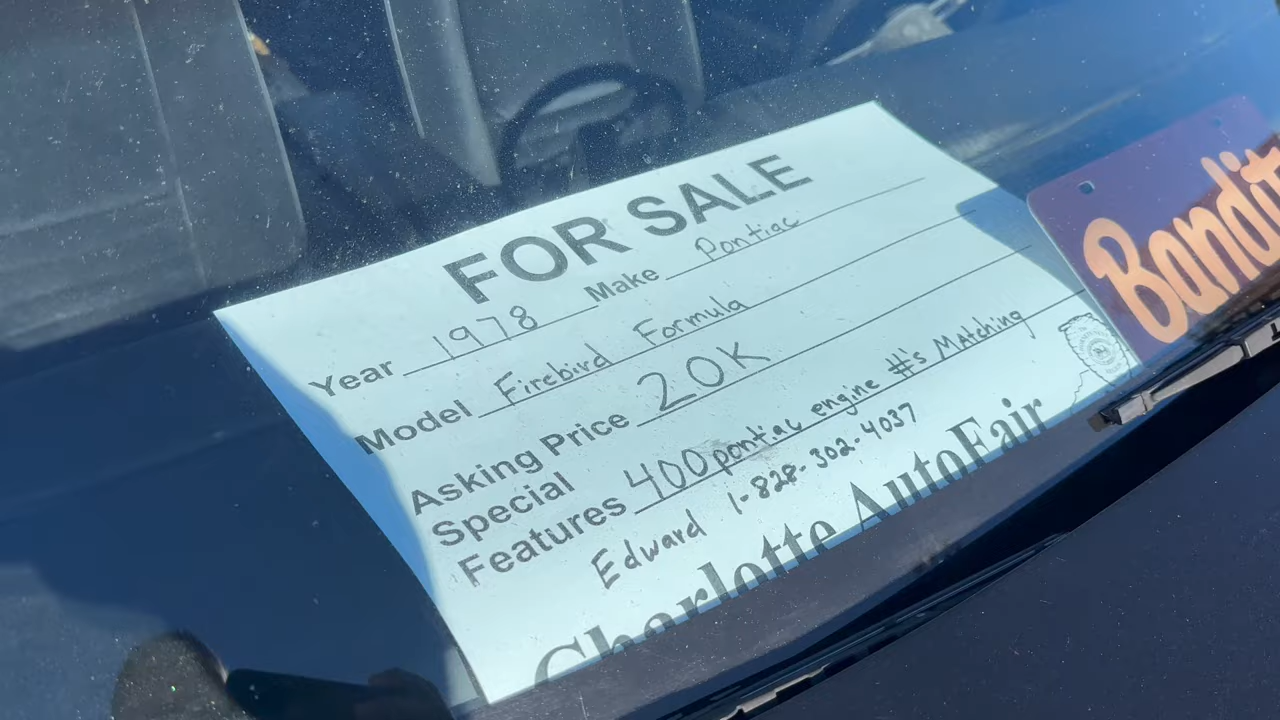 FOR SALE
Year 1978 Make Pontiac
Model Firebird Formula
Asking Price 20K
Special
Features 400 pontiac engine #'s Matching
Edward 1-828-302-4037
Charlotte AutoFair
Bandit